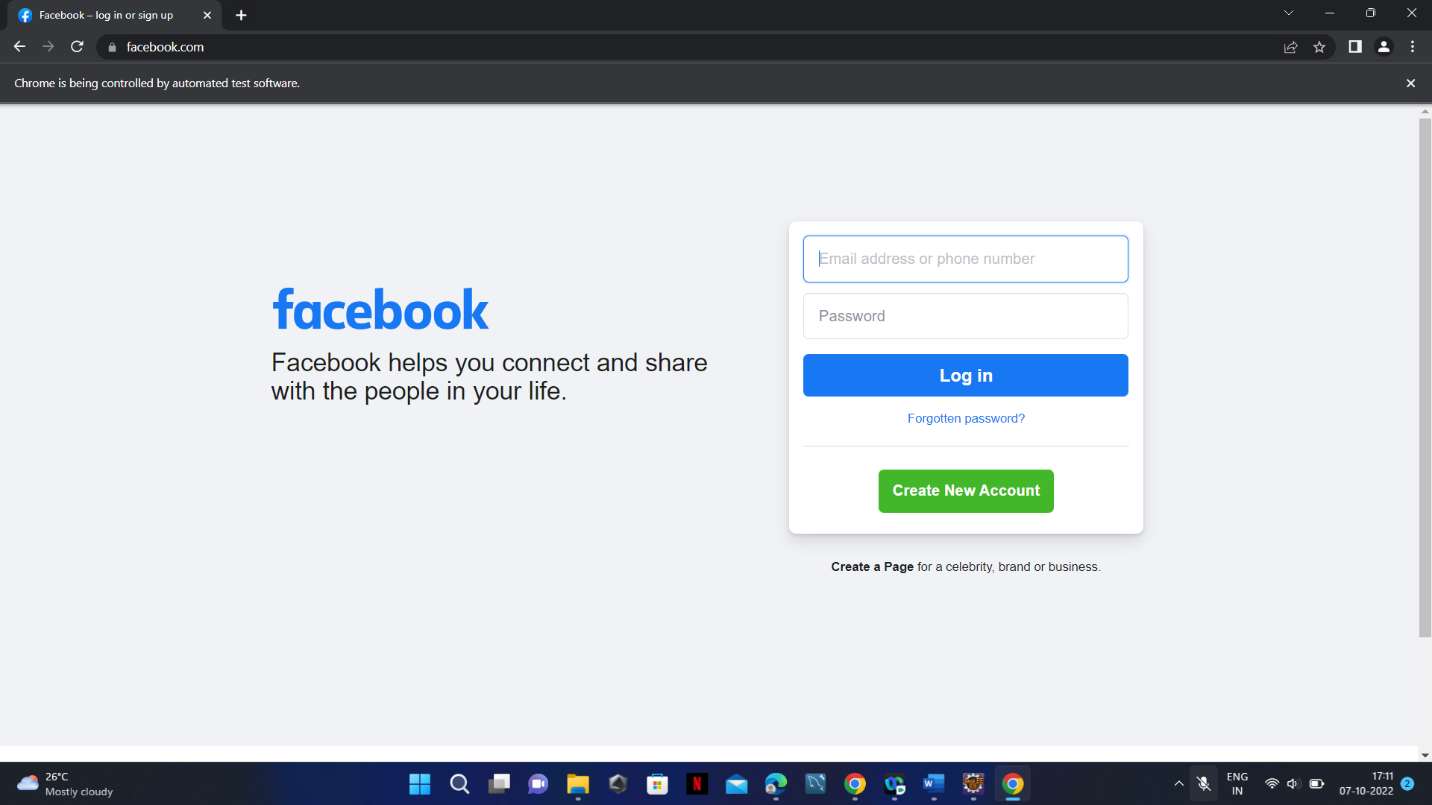 Facebook – log in or sign up
facebook.com
Chrome is being controlled by automated test software.
facebook
Facebook helps you connect and share
with the people in your life.
Email address or phone number
Password
Log in
Forgotten password?
Create New Account
Create a Page for a celebrity, brand or business.
26°C
Mostly cloudy
N
W
ENG
IN
17:11
07-10-2022
2